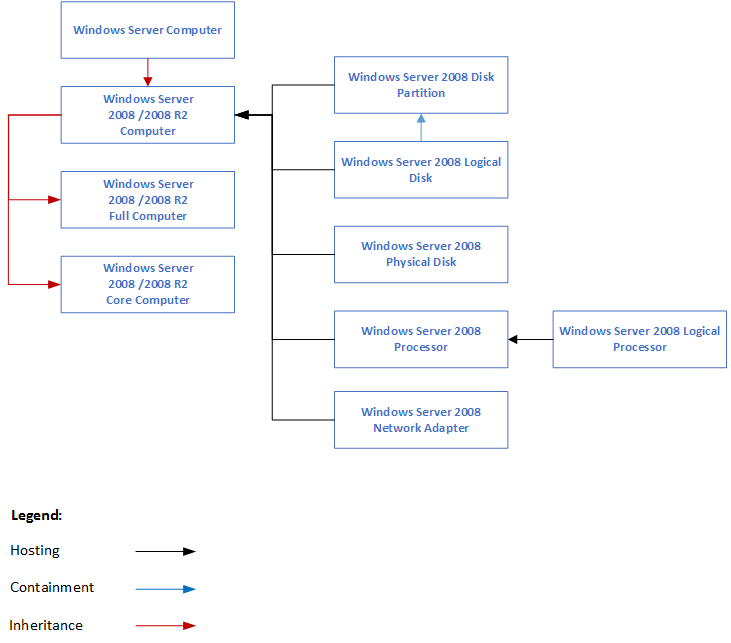 Windows Server Computer
Windows Server
2008 /2008 R2
Computer
Windows Server
2008 /2008 R2
Full Computer
Windows Server
2008 /2008 R2
Core Computer
Windows Server 2008 Disk
Partition
Windows Server 2008 Logical
Disk
Windows Server 2008
Physical Disk
Windows Server 2008
Processor
Windows Server 2008 Logical
Processor
Windows Server 2008
Network Adapter
Legend:
Hosting
Containment
Inheritance